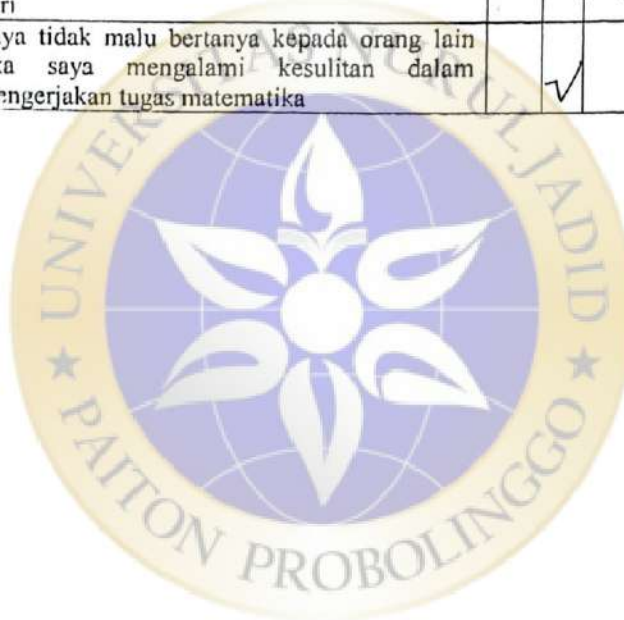 ri
ya tidak malu bertanya kepada orang lain
ka saya mengalami kesulitan dalam
engerjakan tugas matematika
UNIVERSITAS NURUL JADID
★ PAITON PROBOLINGGO ★